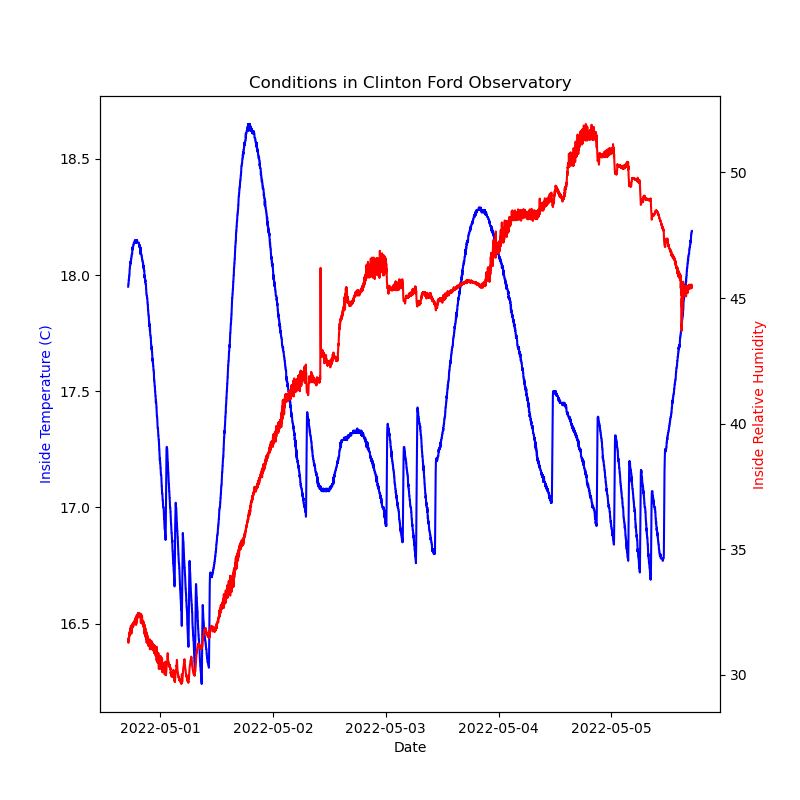 Conditions in Clinton Ford Observatory
Inside Temperature (C)
18.5
18.0
17.5
17.0
16.5
50
45
40
35
30
Inside Relative Humidity
2022-05-01 2022-05-02 2022-05-03 2022-05-04 2022-05-05
Date